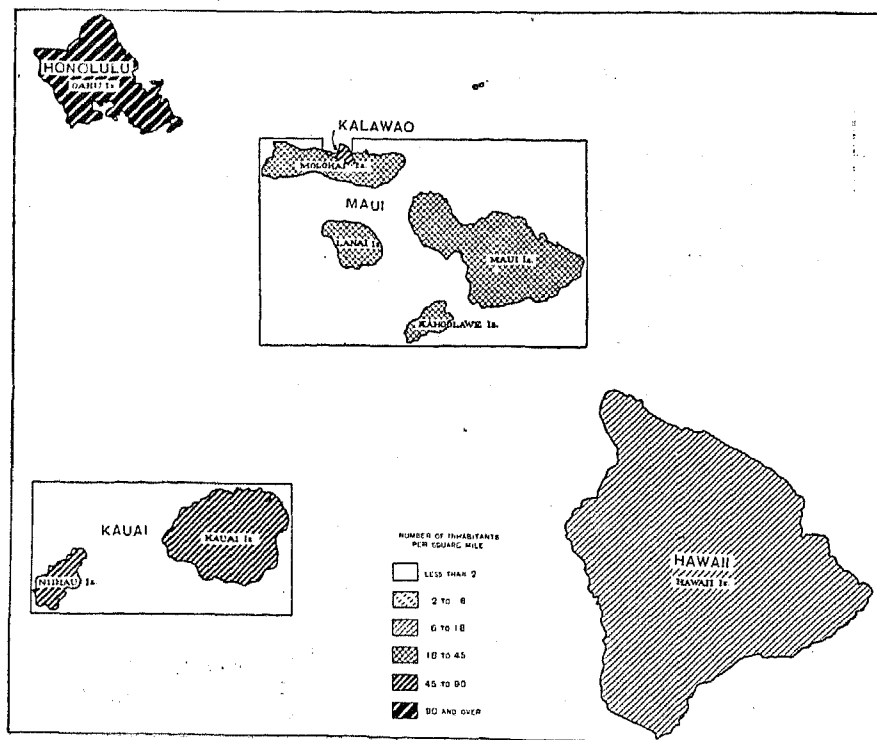 HONOLULU
OAHU Is.
KALAWAO
MOLOKAI Is.
MAUI
LANAI Is.
MAUI Is.
KAHOOLAWE Is.
KAUAI
KAUAI Is.
NIIHAU Is.
HAWAII
HAWAII Is.
NUMBER OF INHABITANTS
PER SQUARE MILE
LESS THAN 2
2 TO 6
6 TO 18
18 TO 45
45 TO 90
90 AND OVER